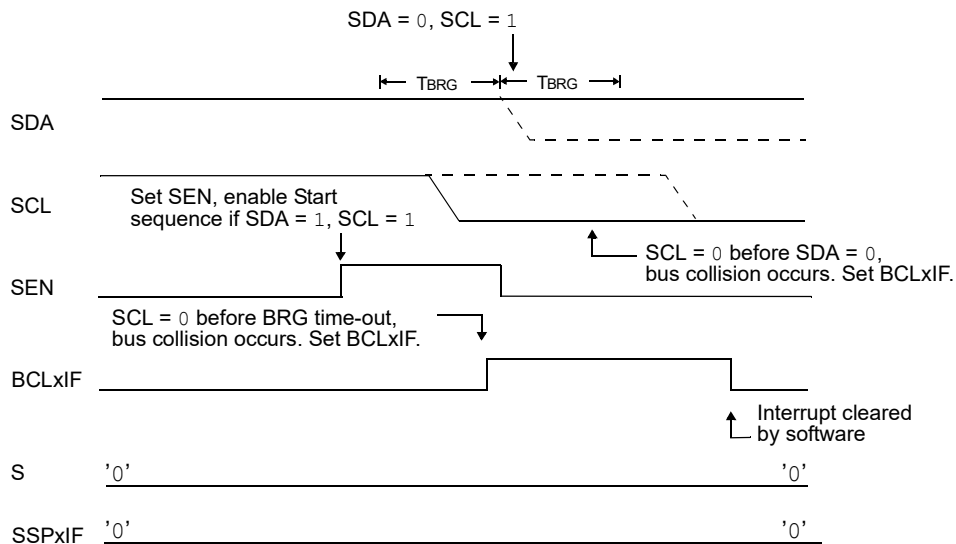 SDA = 0, SCL = 1
TBRG TBRG
SDA
SCL
Set SEN, enable Start
sequence if SDA = 1, SCL = 1
SCL = 0 before SDA = 0,
bus collision occurs. Set BCLxIF.
SEN
SCL = 0 before BRG time-out,
bus collision occurs. Set BCLxIF.
BCLxIF
Interrupt cleared
by software
S '0' '0'
SSPxIF '0' '0'